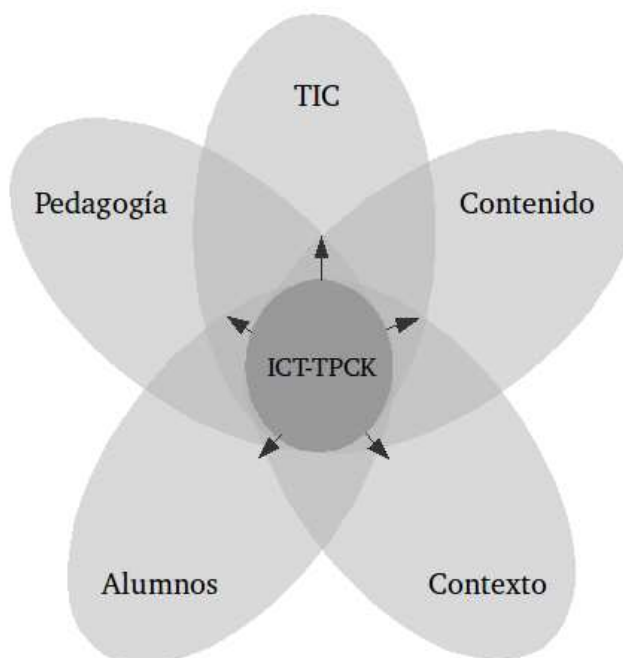 TIC
Pedagogía
Contenido
ICT-TPCK
Alumnos
Contexto